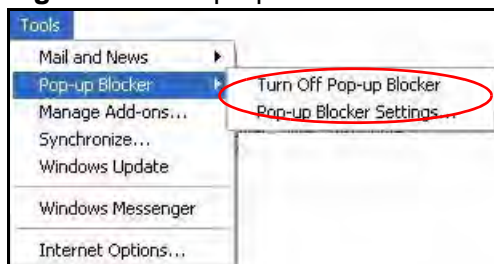 Tools
Mail and News
Pop-up Blocker
Turn Off Pop-up Blocker
Manage Add-ons...
Pop-up Blocker Settings...
Synchronize...
Windows Update
Windows Messenger
Internet Options...